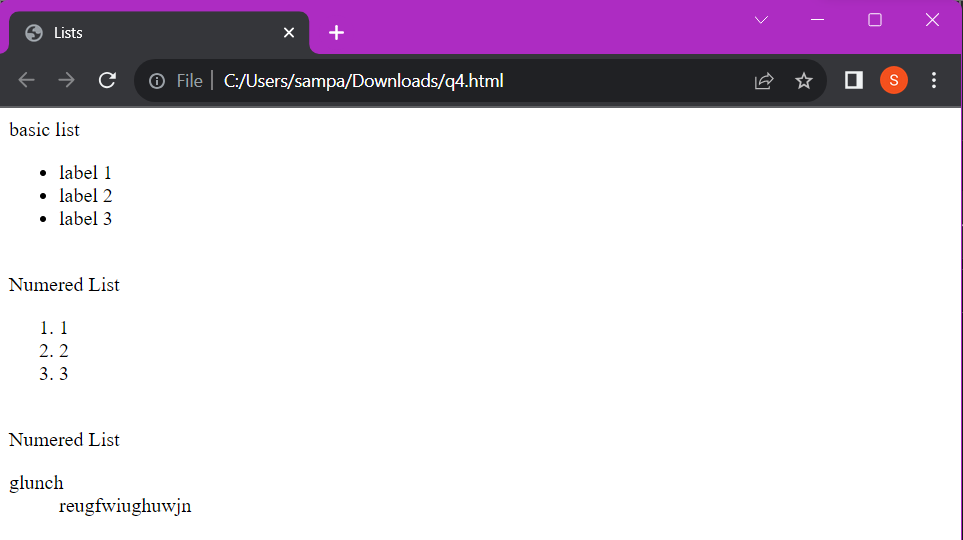 Lists
File | C:/Users/sampa/Downloads/q4.html
S
basic list
• label 1
• label 2
• label 3
Numered List
1. 1
2. 2
3. 3
Numered List
glunch
reugfwiughuwjn